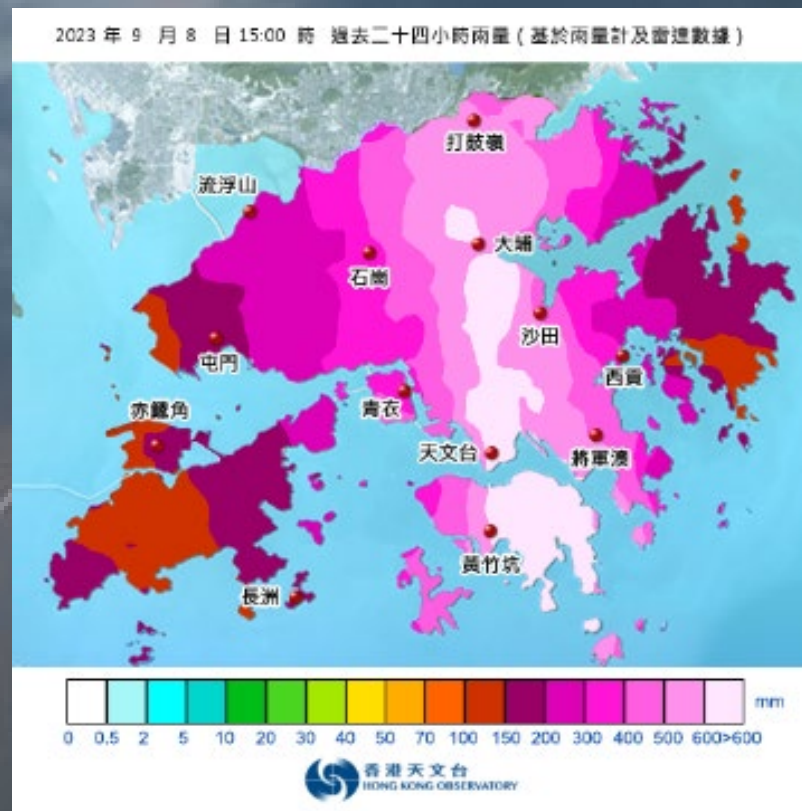 2023 年 9 月 8 日 15:00 時 過去二十四小時雨量 ( 基於雨量計及雷達數據 )
打鼓嶺
流浮山
大埔
石崗
沙田
屯門
西貢
青衣
赤鱲角
天文台
將軍澳
黃竹坑
長洲
mm
0 0.5 2 5 10 20 30 40 50 70 100 150 200 300 400 500 600>600
香港天文台
HONG KONG OBSERVATORY